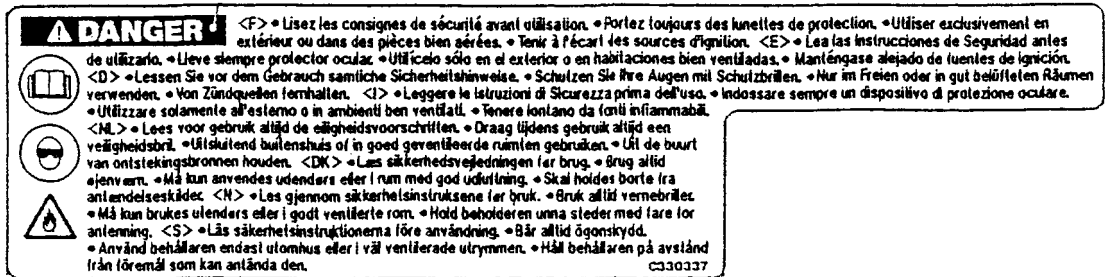 ⚠ DANGER <F> • Lisez les consignes de sécurité avant utilisation. • Portez toujours des lunettes de protection. • Utiliser exclusivement en
extérieur ou dans des pièces bien aérées. • Tenir à l'écart des sources d'ignition. <E> • Lea las instrucciones de Seguridad antes
de utilizarlo. • Lleve siempre protector ocular. • Utilícelo sólo en el exterior o en habitaciones bien ventiladas. • Manténgase alejado de fuentes de ignición.
<D> • Lessen Sie vor dem Gebrauch samtliche Sicherheitshinweise. • Schutzen Sie Ihre Augen mit Schutzbrillen. • Nur im Freien oder in gut belüfteten Räumen
verwenden. • Von Zündquellen fernhalten. <I> • Leggere le istruzioni di Sicurezza prima dell'uso. • Indossare sempre un dispositivo di protezione oculare.
• Utilizzare solamente all'esterno o in ambienti ben ventilati. • Tenere lontano da fonti infiammabili.
<NL> • Lees voor gebruik altijd de eiligheidsvoorschriften. • Draag tijdens gebruik altijd een
veiligheidsbril. • Uitsluitend buitenshuis of in goed geventileerde ruimten gebruiken. • Uit de buurt
van ontstekingsbronnen houden. <DK> • Læs sikkerhedsvejledningen før brug. • Brug altid
øjenværn. • Må kun anvendes udendørs eller i rum med god udluftning. • Skal holdes borte fra
antændelseskilder. <N> • Les gjennom sikkerhetsinstruksene før bruk. • Bruk alltid vernebriller.
• Må kun brukes utendørs eller i godt ventilerte rom. • Hold beholderen unna steder med fare for
antenning. <S> • Läs säkerhetsinstruktionerna före användning. • Bär alltid ögonskydd.
• Använd behållaren endast utomhus eller i väl ventilerade utrymmen. • Håll behållaren på avstånd
från föremål som kan antända den.
C330337